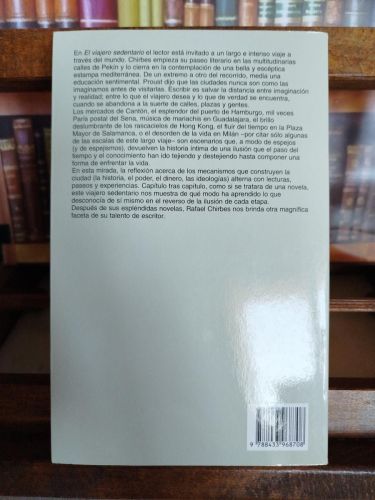 En El viajero sedentario el lector está invitado a un largo e intenso viaje a
través del mundo. Chirbes empieza su paseo literario en las multitudinarias
calles de Pekín y lo cierra en la contemplación de una bella y escéptica
estampa mediterránea. De un extremo a otro del recorrido, media una
educación sentimental. Proust dijo que las ciudades nunca son como las
imaginamos antes de visitarlas. Escribir es salvar la distancia entre imaginación
y realidad; entre lo que el viajero desea y lo que de verdad se encuentra,
cuando se abandona a la suerte de calles, plazas y gentes.
Los mercados de Cantón, el esplendor del puerto de Hamburgo, mil veces
París postal del Sena, música de mariachis en Guadalajara, el brillo
deslumbrante de los rascacielos de Hong Kong, el fluir del tiempo en la Plaza
Mayor de Salamanca, o el desorden de la vida en Milán –por citar sólo algunas
de las escalas de este largo viaje– son escenarios que, a modo de espejos
(y de espejismos), devuelven la historia íntima de una ilusión que el paso del
tiempo y el conocimiento han ido tejiendo y destejiendo hasta componer una
forma de enfrentar la vida.
En esta mirada, la reflexión acerca de los mecanismos que construyen la
ciudad (la historia, el poder, el dinero, las ideologías) alterna con lecturas,
paseos y experiencias. Capítulo tras capítulo, como si se tratara de una novela,
este viajero sedentario nos muestra de qué modo ha aprendido lo que
desconocía de sí mismo en el reverso de la ilusión de cada etapa.
Después de sus espléndidas novelas, Rafael Chirbes nos brinda otra magnífica
faceta de su talento de escritor.
9 788433 968708